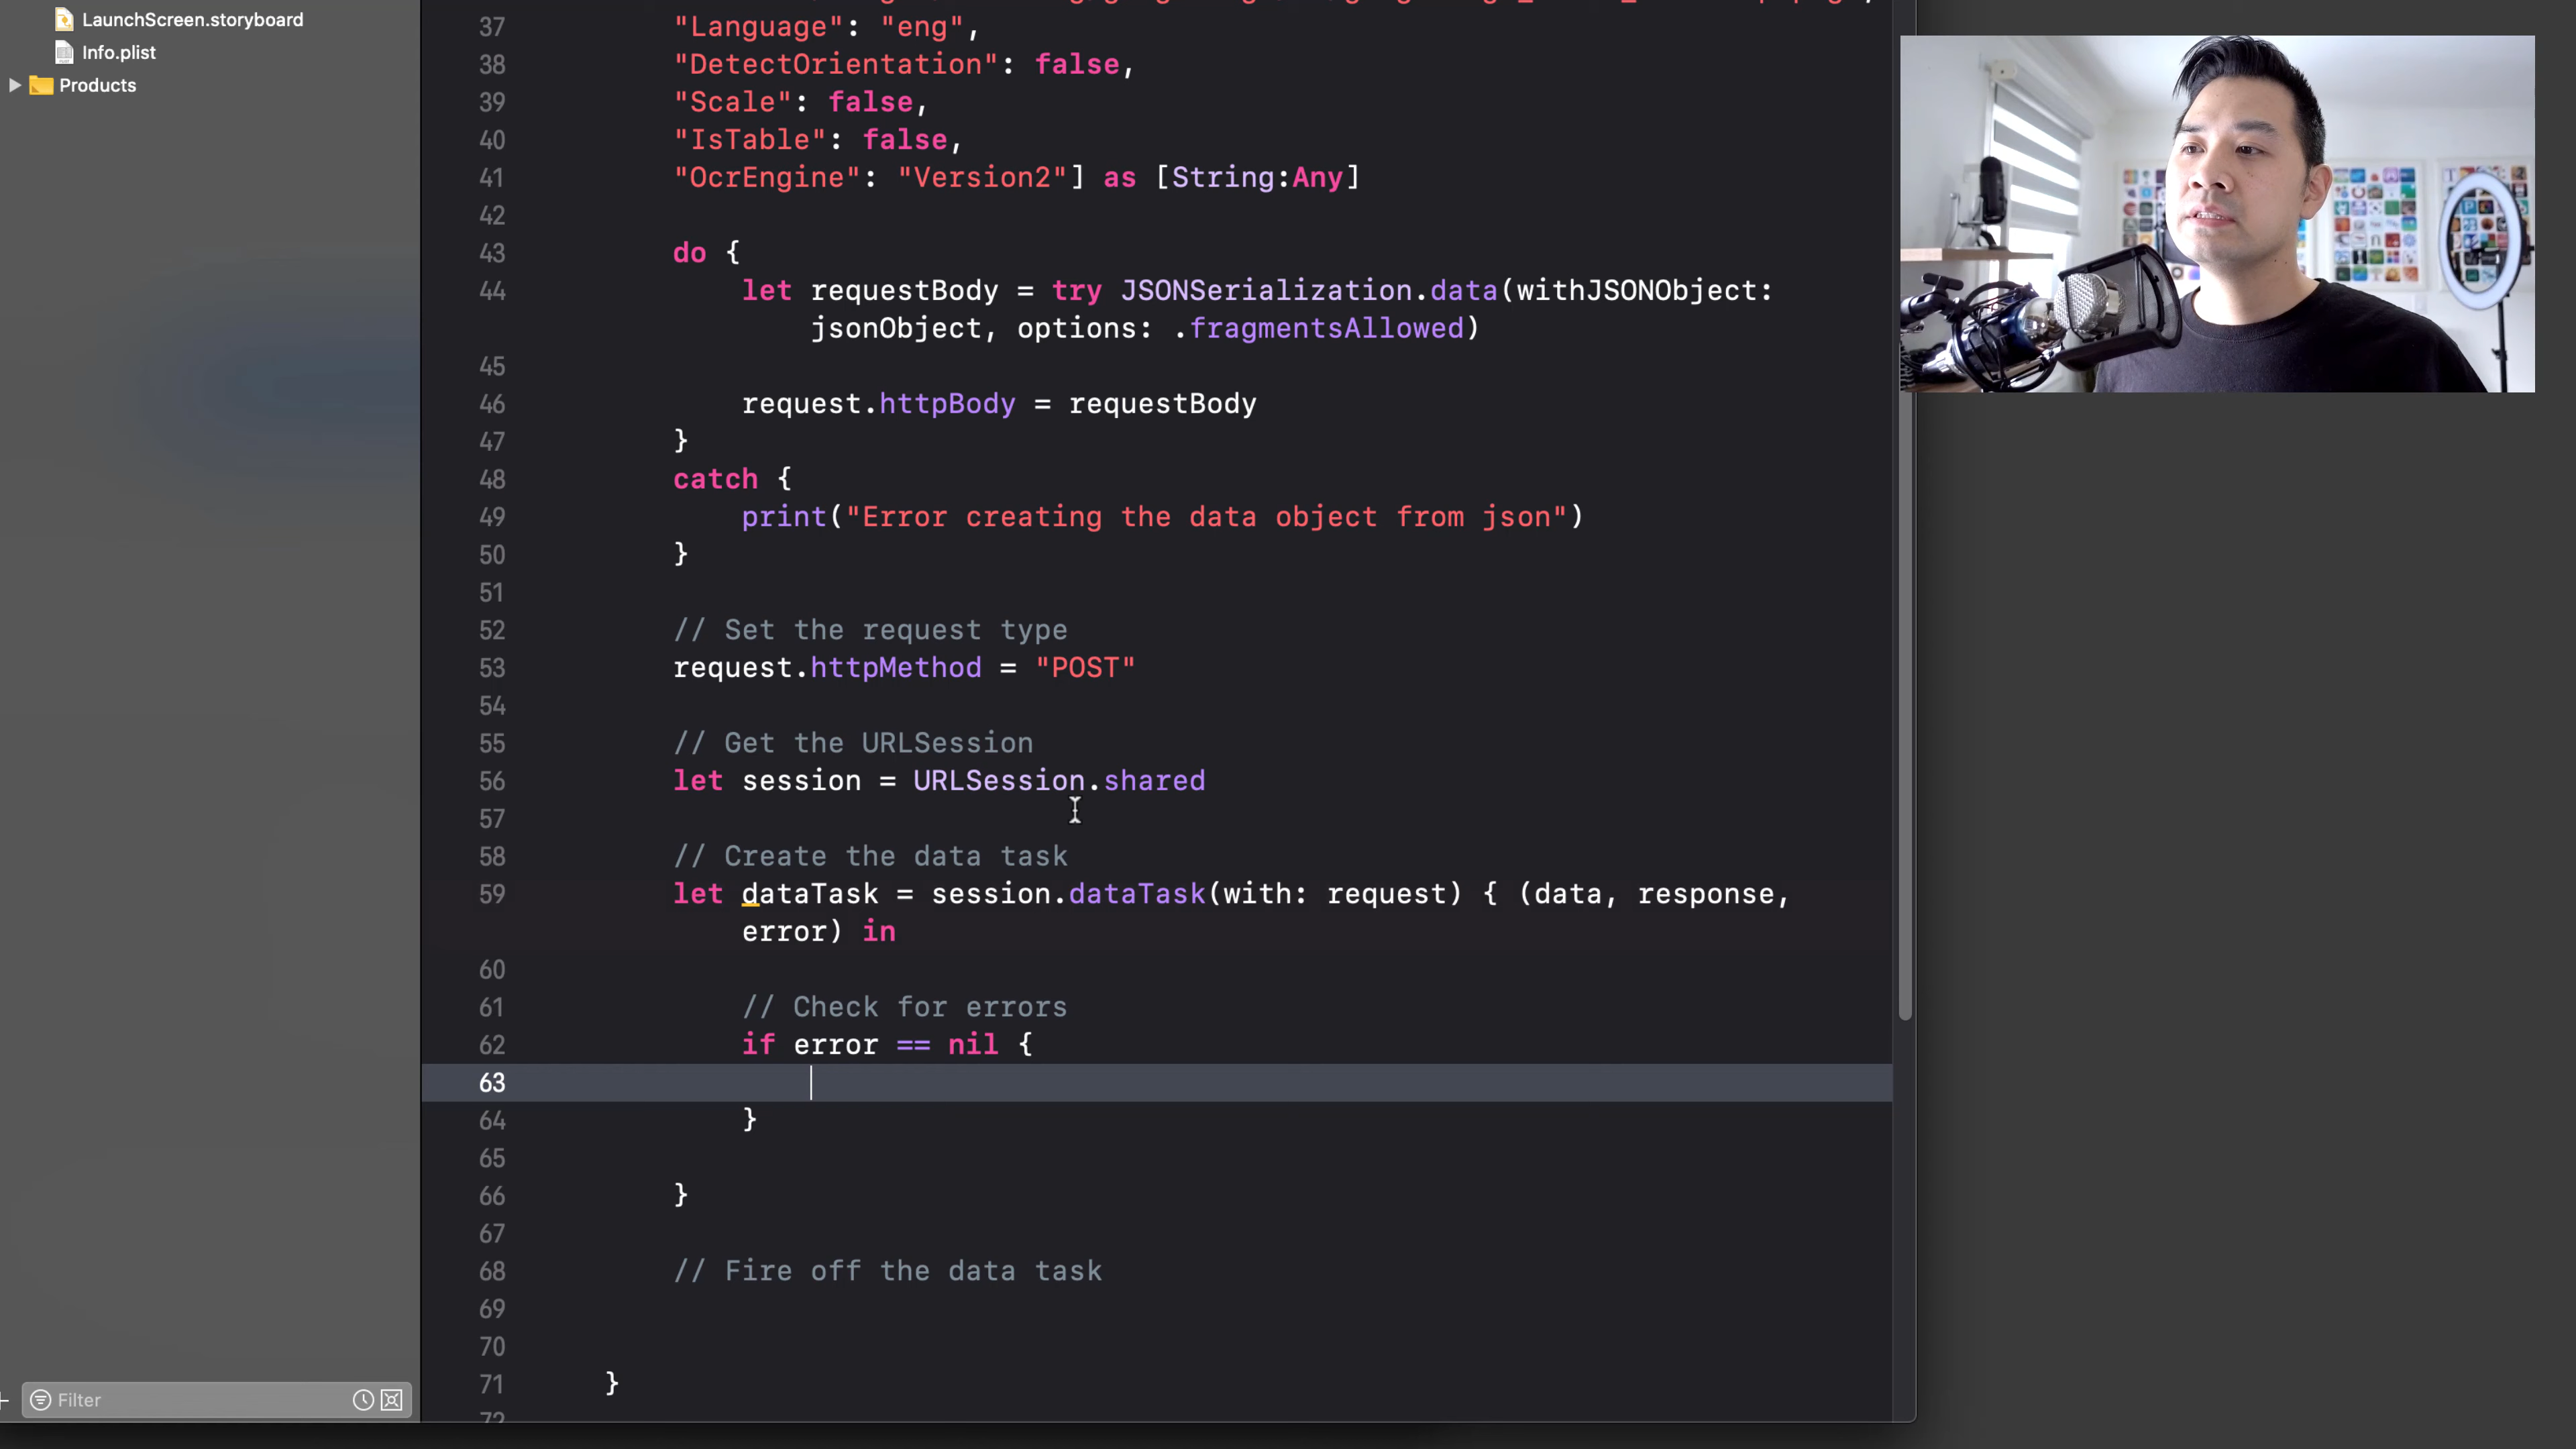 LaunchScreen.storyboard
Info.plist
Products
Filter
37 "Language": "eng",
38 "DetectOrientation": false,
39 "Scale": false,
40 "IsTable": false,
41 "OcrEngine": "Version2"] as [String:Any]
42
43 do {
44 let requestBody = try JSONSerialization.data(withJSONObject:
jsonObject, options: .fragmentsAllowed)
45
46 request.httpBody = requestBody
47 }
48 catch {
49 print("Error creating the data object from json")
50 }
51
52 // Set the request type
53 request.httpMethod = "POST"
54
55 // Get the URLSession
56 let session = URLSession.shared
57
58 // Create the data task
59 let dataTask = session.dataTask(with: request) { (data, response,
error) in
60
61 // Check for errors
62 if error == nil {
63
64 }
65
66 }
67
68 // Fire off the data task
69
70
71 }
72